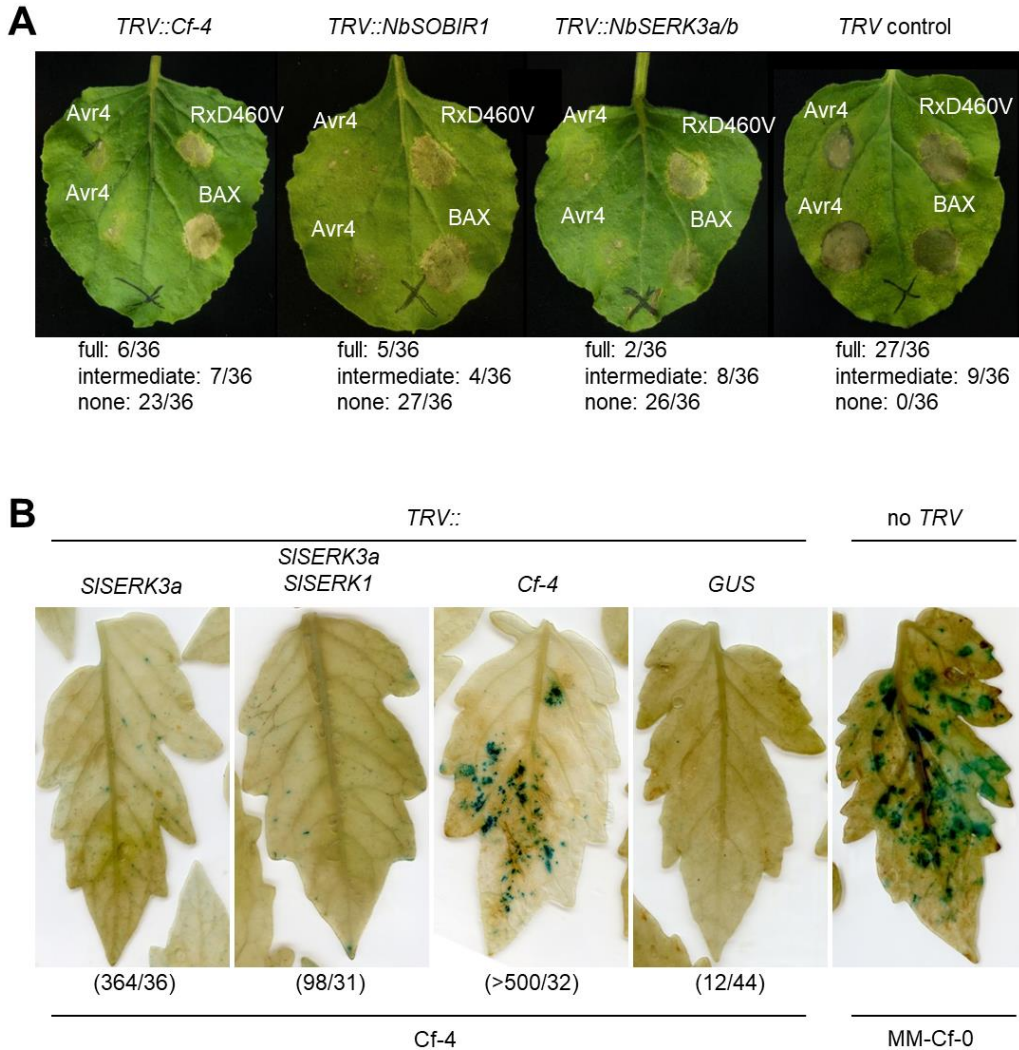 A
TRV::Cf-4 TRV::NbSOBIR1 TRV::NbSERK3a/b TRV control
Avr4 RxD460V Avr4 RxD460V Avr4 RxD460V Avr4 RxD460V
Avr4 BAX Avr4 BAX Avr4 BAX Avr4 BAX
full: 6/36 full: 5/36 full: 2/36 full: 27/36
intermediate: 7/36 intermediate: 4/36 intermediate: 8/36 intermediate: 9/36
none: 23/36 none: 27/36 none: 26/36 none: 0/36
B
TRV:: no TRV
SlSERK3a
SlSERK3a SlSERK1 Cf-4 GUS
(364/36) (98/31) (>500/32) (12/44)
Cf-4 MM-Cf-0